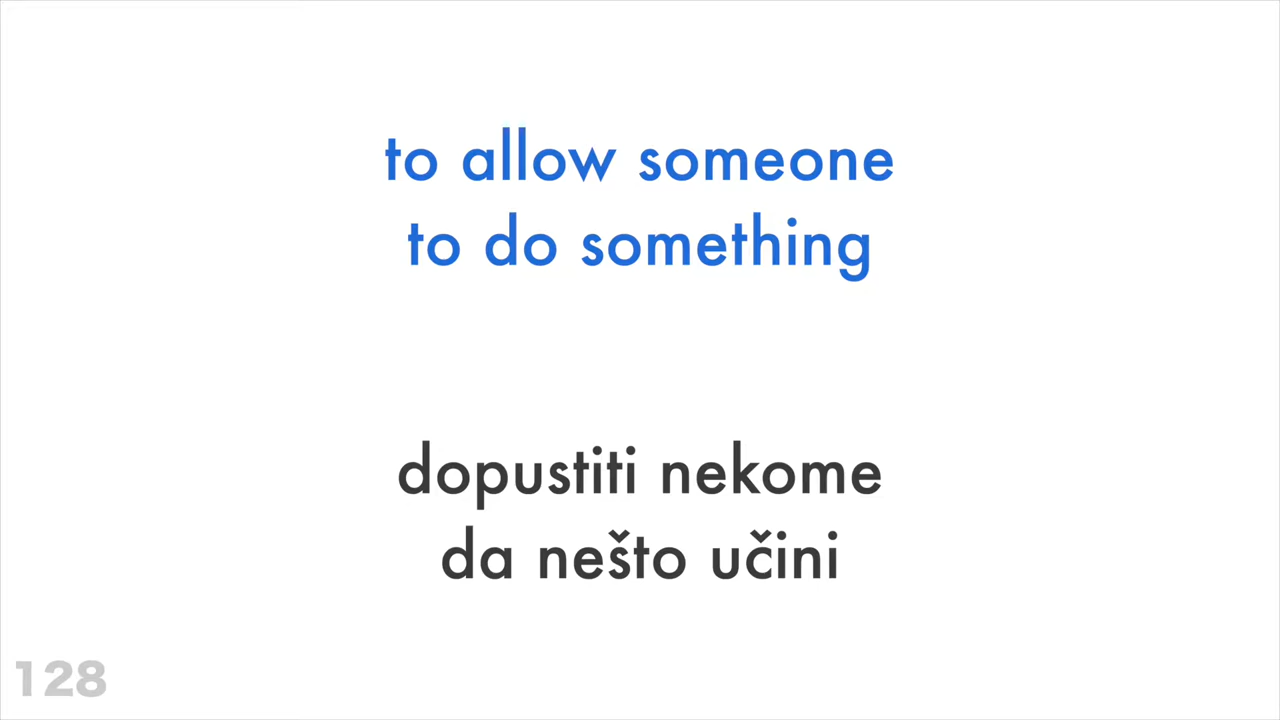 to allow someone
to do something
dopustiti nekome
da nešto učini
128